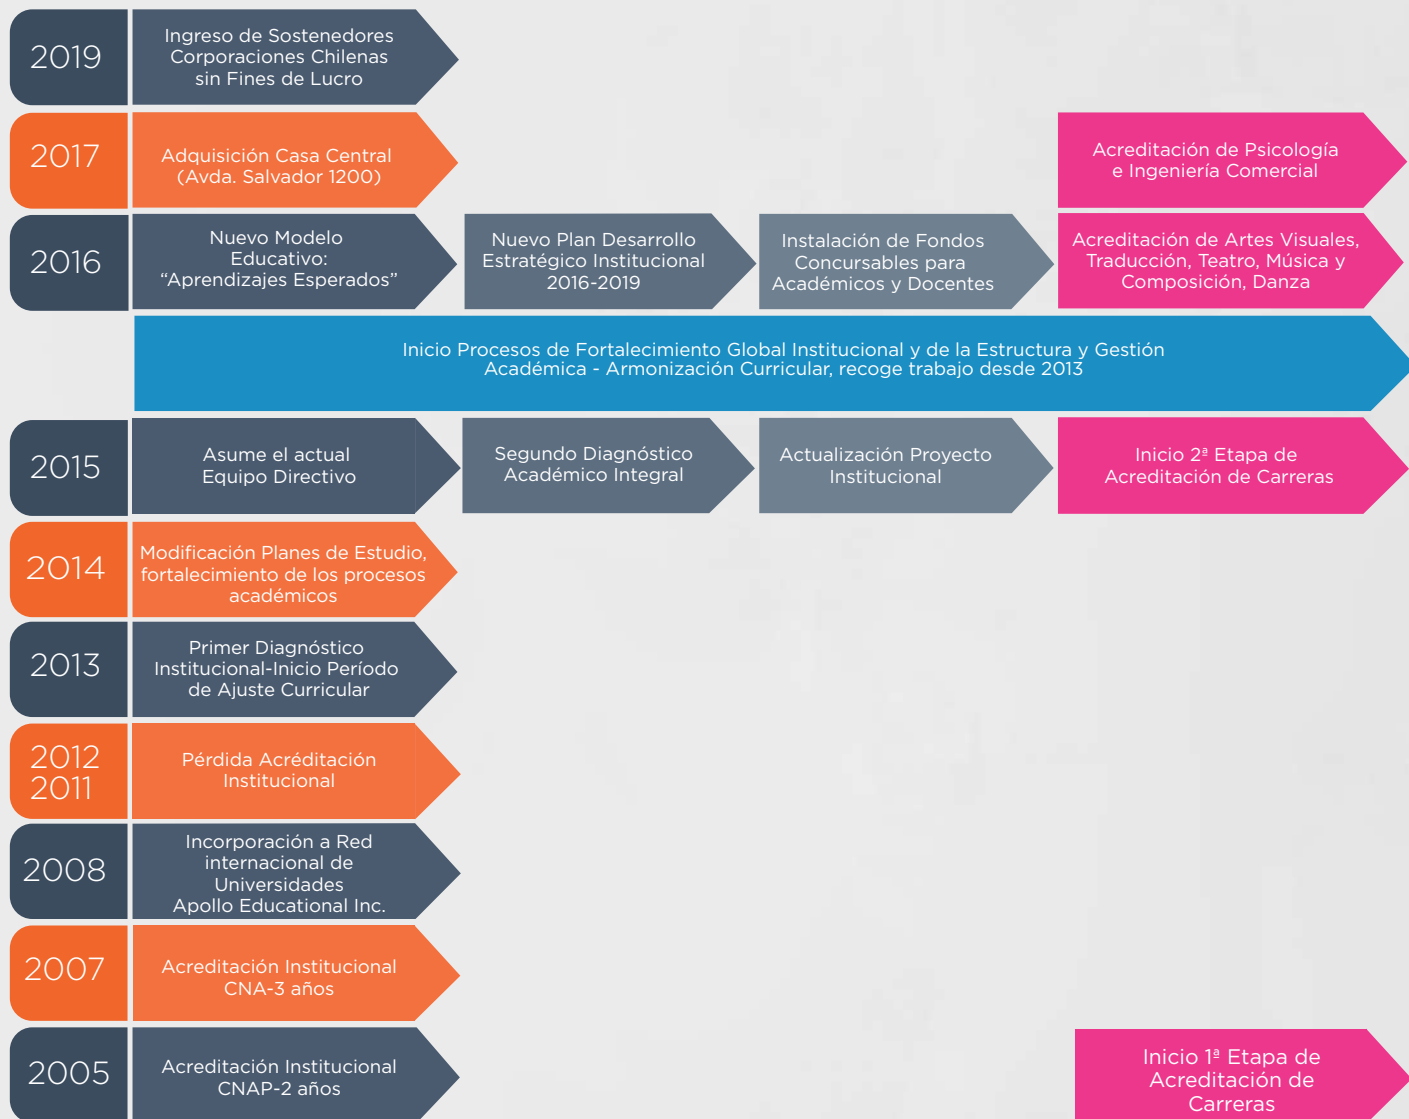 2019
Ingreso de Sostenedores
Corporaciones Chilenas
sin Fines de Lucro
2017
Adquisición Casa Central
(Avda. Salvador 1200)
Acreditación de Psicología
e Ingeniería Comercial
2016
Nuevo Modelo
Educativo:
“Aprendizajes Esperados”
Nuevo Plan Desarrollo
Estratégico Institucional
2016-2019
Instalación de Fondos
Concursables para
Académicos y Docentes
Acreditación de Artes Visuales,
Traducción, Teatro, Música y
Composición, Danza
Inicio Procesos de Fortalecimiento Global Institucional y de la Estructura y Gestión
Académica - Armonización Curricular, recoge trabajo desde 2013
2015
Asume el actual
Equipo Directivo
Segundo Diagnóstico
Académico Integral
Actualización Proyecto
Institucional
Inicio 2ª Etapa de
Acreditación de Carreras
2014
Modificación Planes de Estudio,
fortalecimiento de los procesos
académicos
2013
Primer Diagnóstico
Institucional-Inicio Período
de Ajuste Curricular
2012
2011
Pérdida Acréditación
Institucional
2008
Incorporación a Red
internacional de
Universidades
Apollo Educational Inc.
2007
Acreditación Institucional
CNA-3 años
2005
Acreditación Institucional
CNAP-2 años
Inicio 1ª Etapa de
Acreditación de
Carreras